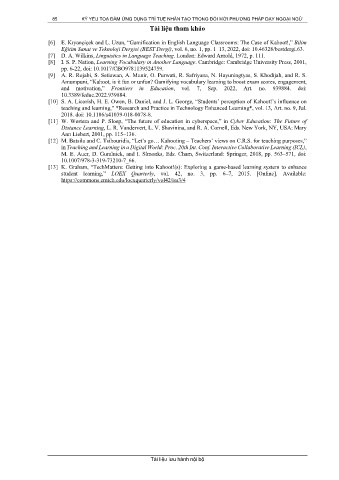 85 KỶ YẾU TỌA ĐÀM ỨNG DỤNG TRÍ TUỆ NHÂN TẠO TRONG ĐỔI MỚI PHƯƠNG PHÁP DẠY NGOẠI NGỮ
Tài liệu tham khảo
[6] E. Kıyançiçek and L. Uzun, “Gamification in English Language Classrooms: The Case of Kahoot!,” Bilim
Eğitim Sanat ve Teknoloji Dergisi (BEST Dergi), vol. 6, no. 1, pp. 1–13, 2022, doi: 10.46328/bestdergi.63.
[7] D. A. Wilkins, Linguistics in Language Teaching. London: Edward Arnold, 1972, p. 111.
[8] I. S. P. Nation, Learning Vocabulary in Another Language. Cambridge: Cambridge University Press, 2001,
pp. 6-22, doi: 10.1017/CBO9781139524759.
[9] A. R. Rojabi, S. Setiawan, A. Munir, O. Purwati, R. Safriyani, N. Hayuningtyas, S. Khodijah, and R. S.
Amumpuni, “Kahoot, is it fun or unfun? Gamifying vocabulary learning to boost exam scores, engagement,
and motivation,” Frontiers in Education, vol. 7, Sep. 2022, Art. no. 939884. doi:
10.3389/feduc.2022.939884.
[10] S. A. Licorish, H. E. Owen, B. Daniel, and J. L. George, “Students’ perception of Kahoot!’s influence on
teaching and learning,” *Research and Practice in Technology Enhanced Learning*, vol. 13, Art. no. 9, Jul.
2018. doi: 10.1186/s41039-018-0078-8.
[11] W. Westera and P. Sloep, “The future of education in cyberspace,” in Cyber Education: The Future of
Distance Learning, L. R. Vandervert, L. V. Shavinina, and R. A. Cornell, Eds. New York, NY, USA: Mary
Ann Liebert, 2001, pp. 115–136.
[12] M. Batsila and C. Tsihouridis, “Let’s go… Kahooting – Teachers’ views on C.R.S. for teaching purposes,”
in Teaching and Learning in a Digital World: Proc. 20th Int. Conf. Interactive Collaborative Learning (ICL),
M. E. Auer, D. Guralnick, and I. Simonics, Eds. Cham, Switzerland: Springer, 2018, pp. 563–571, doi:
10.1007/978-3-319-73210-7_66.
[13] K. Graham, “TechMatters: Getting into Kahoot!(s): Exploring a game-based learning system to enhance
student learning,” LOEX Quarterly, vol. 42, no. 3, pp. 6–7, 2015. [Online]. Available:
https://commons.emich.edu/loexquarterly/vol42/iss3/4
Tài liệu lưu hành nội bộ